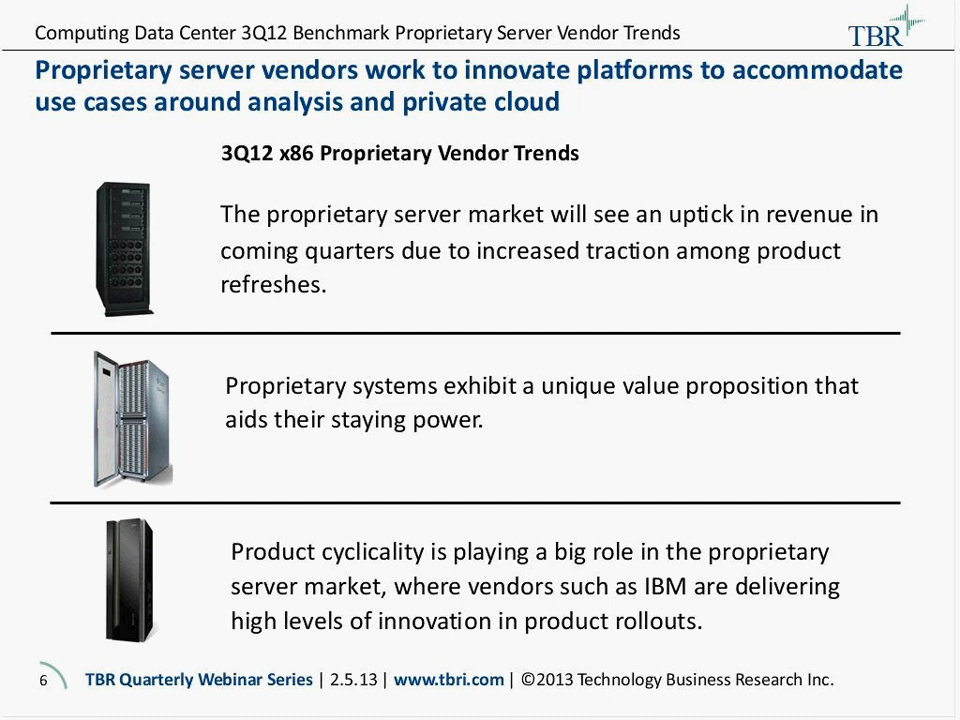 Computing Data Center 3Q12 Benchmark Proprietary Server Vendor Trends
TBR
Proprietary server vendors work to innovate platforms to accommodate
use cases around analysis and private cloud
3Q12 x86 Proprietary Vendor Trends
The proprietary server market will see an uptick in revenue in
coming quarters due to increased traction among product
refreshes.
Proprietary systems exhibit a unique value proposition that
aids their staying power.
Product cyclicality is playing a big role in the proprietary
server market, where vendors such as IBM are delivering
high levels of innovation in product rollouts.
6 TBR Quarterly Webinar Series | 2.5.13 | www.tbri.com | ©2013 Technology Business Research Inc.